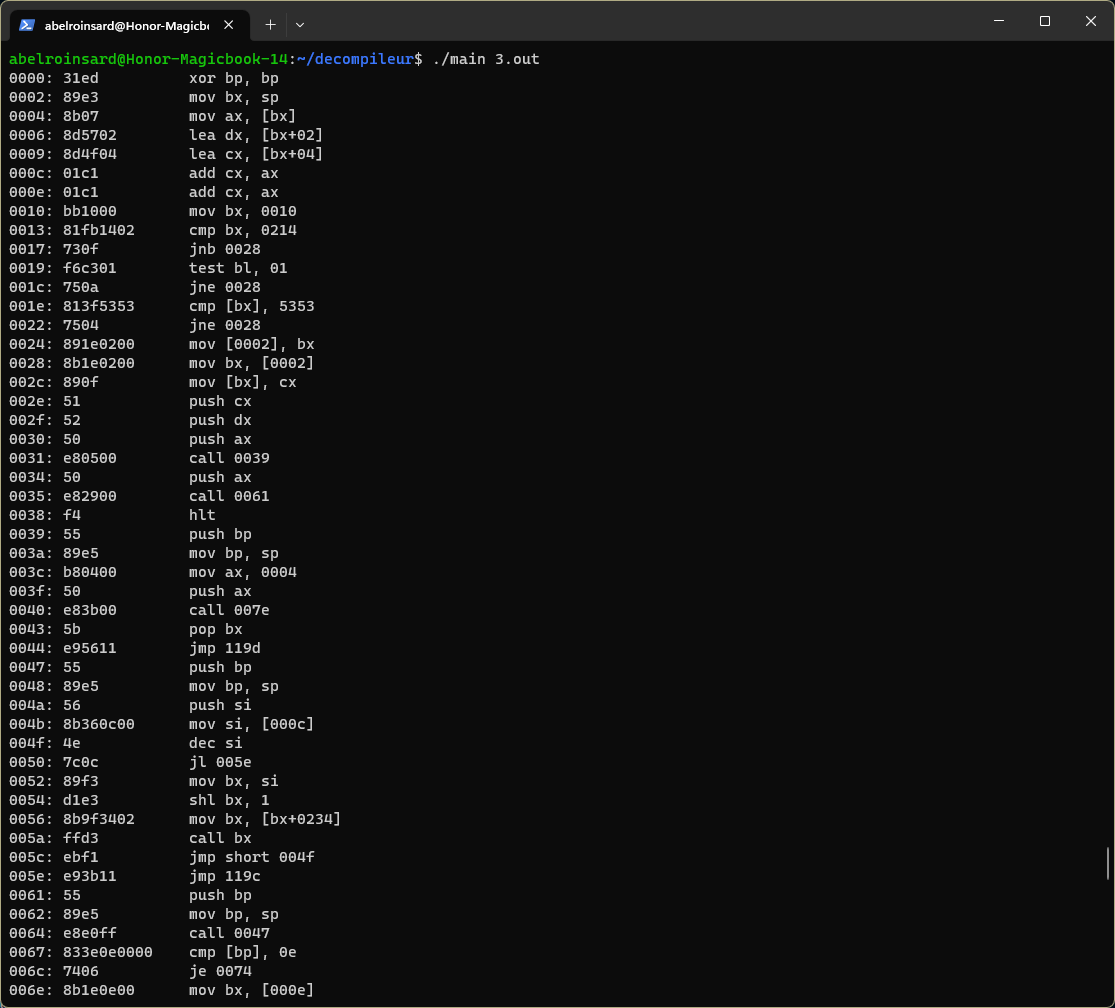 abelroinsard@Honor-Magicb
abelroinsard@Honor-Magicbook-14:~/decompileur$ ./main 3.out
0000: 31ed          xor bp, bp
0002: 89e3          mov bx, sp
0004: 8b07          mov ax, [bx]
0006: 8d5702        lea dx, [bx+02]
0009: 8d4f04        lea cx, [bx+04]
000c: 01c1          add cx, ax
000e: 01c1          add cx, ax
0010: bb1000        mov bx, 0010
0013: 81fb1402      cmp bx, 0214
0017: 730f          jnb 0028
0019: f6c301        test bl, 01
001c: 750a          jne 0028
001e: 813f5353      cmp [bx], 5353
0022: 7504          jne 0028
0024: 891e0200      mov [0002], bx
0028: 8b1e0200      mov bx, [0002]
002c: 890f          mov [bx], cx
002e: 51            push cx
002f: 52            push dx
0030: 50            push ax
0031: e80500        call 0039
0034: 50            push ax
0035: e82900        call 0061
0038: f4            hlt
0039: 55            push bp
003a: 89e5          mov bp, sp
003c: b80400        mov ax, 0004
003f: 50            push ax
0040: e83b00        call 007e
0043: 5b            pop bx
0044: e95611        jmp 119d
0047: 55            push bp
0048: 89e5          mov bp, sp
004a: 56            push si
004b: 8b360c00      mov si, [000c]
004f: 4e            dec si
0050: 7c0c          jl 005e
0052: 89f3          mov bx, si
0054: d1e3          shl bx, 1
0056: 8b9f3402      mov bx, [bx+0234]
005a: ffd3          call bx
005c: ebf1          jmp short 004f
005e: e93b11        jmp 119c
0061: 55            push bp
0062: 89e5          mov bp, sp
0064: e8e0ff        call 0047
0067: 833e0e0000    cmp [bp], 0e
006c: 7406          je 0074
006e: 8b1e0e00      mov bx, [000e]